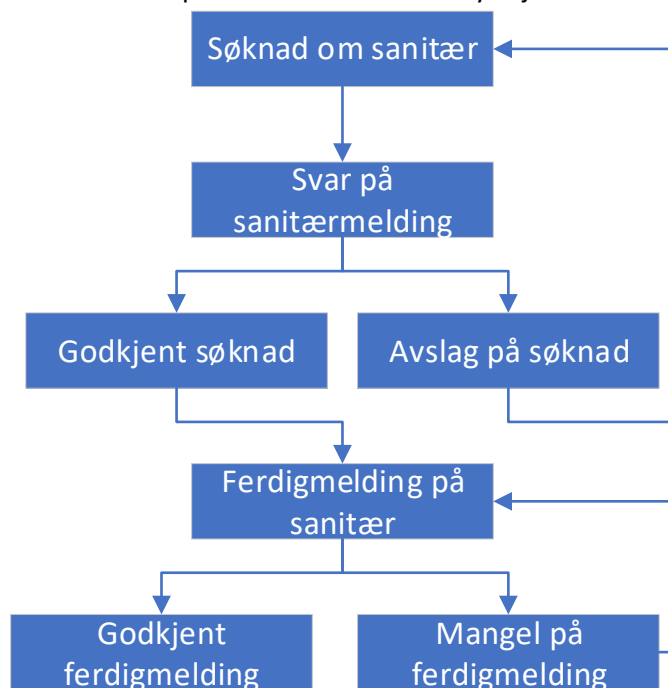 Søknad om sanitær
Svar på
sanitærmelding
Godkjent søknad
Avslag på søknad
Ferdigmelding på
sanitær
Godkjent
ferdigmelding
Mangel på
ferdigmelding